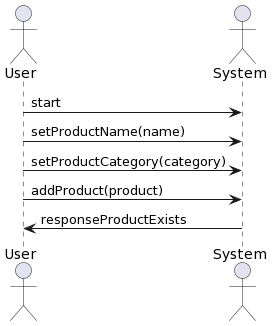 User System
start
setProductName(name)
setProductCategory(category)
addProduct(product)
responseProductExists
User System